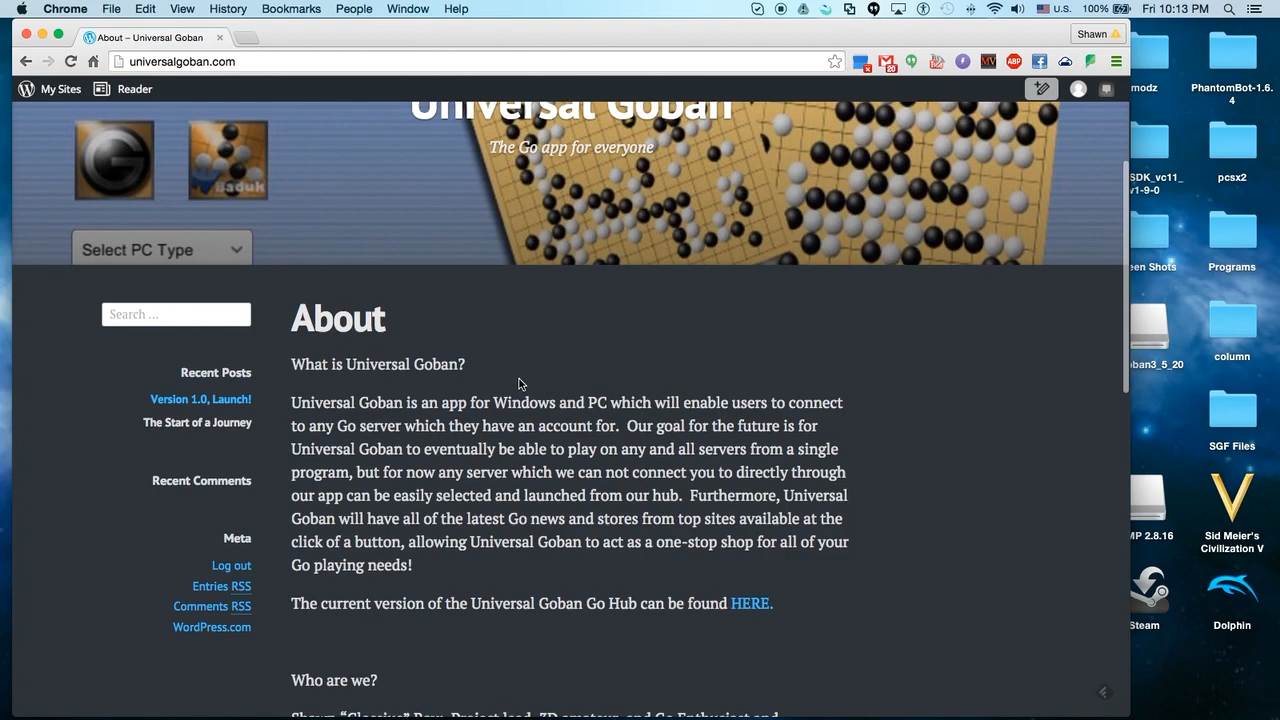 Chrome File Edit View History Bookmarks People Window Help U.S. 100% Fri 10:13 PM
About – Universal Goban
Shawn
universalgoban.com
My Sites Reader
Universal Goban
The Go app for everyone
Baduk
Select PC Type
Search ...
Recent Posts
Version 1.0, Launch!
The Start of a Journey
Recent Comments
Meta
Log out
Entries RSS
Comments RSS
WordPress.com
About
What is Universal Goban?
Universal Goban is an app for Windows and PC which will enable users to connect
to any Go server which they have an account for. Our goal for the future is for
Universal Goban to eventually be able to play on any and all servers from a single
program, but for now any server which we can not connect you to directly through
our app can be easily selected and launched from our hub. Furthermore, Universal
Goban will have all of the latest Go news and stores from top sites available at the
click of a button, allowing Universal Goban to act as a one-stop shop for all of your
Go playing needs!
The current version of the Universal Goban Go Hub can be found HERE.
Who are we?
modz
PhantomBot-1.6.
4
SDK_vc11_
v1-9-0
pcsx2
een Shots
Programs
oban3_5_20
column
SGF Files
MP 2.8.16
Sid Meier's
Civilization V
Steam
Dolphin